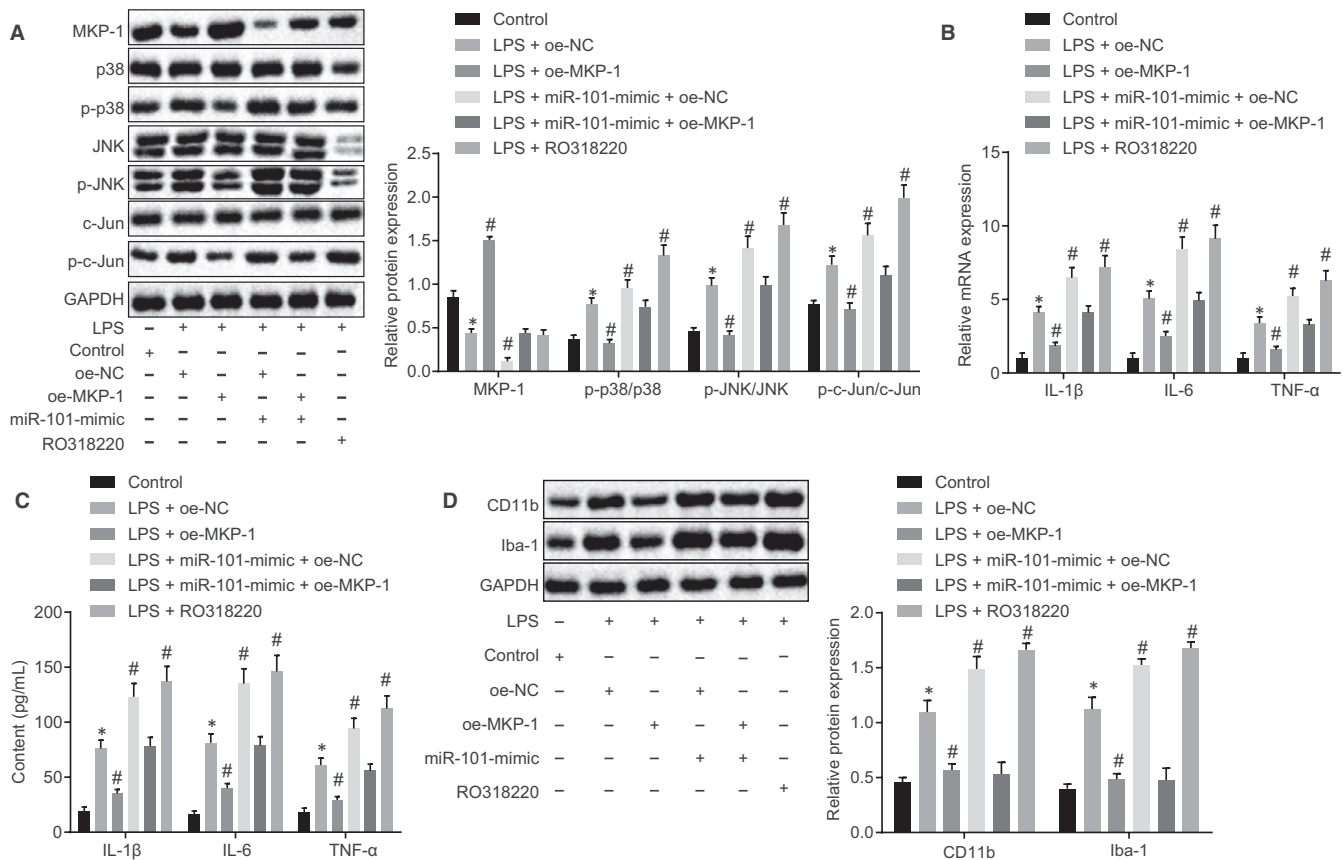 A
MKP-1
p38
p-p38
JNK
p-JNK
c-Jun
p-c-Jun
GAPDH
LPS – + + + + +
Control + – – – – –
oe-NC – + – + – –
oe-MKP-1 – – + – + –
miR-101-mimic – – – + + –
RO318220 – – – – – +
Control
LPS + oe-NC
LPS + oe-MKP-1
LPS + miR-101-mimic + oe-NC
LPS + miR-101-mimic + oe-MKP-1
LPS + RO318220
Relative protein expression
2.5
2.0
1.5
1.0
0.5
0.0
* # #
* # # #
* # # #
* # # #
MKP-1 p-p38/p38 p-JNK/JNK p-c-Jun/c-Jun
B
Control
LPS + oe-NC
LPS + oe-MKP-1
LPS + miR-101-mimic + oe-NC
LPS + miR-101-mimic + oe-MKP-1
LPS + RO318220
Relative mRNA expression
15
10
5
0
* # # #
* # # #
* # # #
IL-1β IL-6 TNF-α
C
Control
LPS + oe-NC
LPS + oe-MKP-1
LPS + miR-101-mimic + oe-NC
LPS + miR-101-mimic + oe-MKP-1
LPS + RO318220
Content (pg/mL)
200
150
100
50
0
* # # #
* # # #
* # # #
IL-1β IL-6 TNF-α
D
CD11b
Iba-1
GAPDH
LPS – + + + + +
Control + – – – – –
oe-NC – + – + – –
oe-MKP-1 – – + – + –
miR-101-mimic – – – + + –
RO318220 – – – – – +
Control
LPS + oe-NC
LPS + oe-MKP-1
LPS + miR-101-mimic + oe-NC
LPS + miR-101-mimic + oe-MKP-1
LPS + RO318220
Relative protein expression
2.0
1.5
1.0
0.5
0.0
* # # #
* # # #
CD11b Iba-1